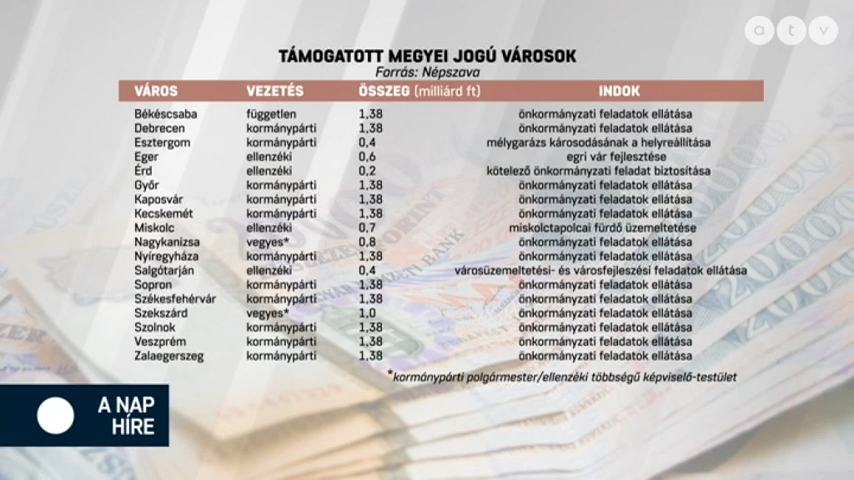 atv
TÁMOGATOTT MEGYEI JOGÚ VÁROSOK
Forrás: Népszava
VÁROS VEZETÉS ÖSSZEG (milliárd ft) INDOK
Békéscsaba független 1,38 önkormányzati feladatok ellátása
Debrecen kormánypárti 1,38 önkormányzati feladatok ellátása
Esztergom kormánypárti 0,4 mélygarázs károsodásának a helyreállítása
Eger ellenzéki 0,6 egri vár fejlesztése
Érd ellenzéki 0,2 kötelező önkormányzati feladat biztosítása
Győr kormánypárti 1,38 önkormányzati feladatok ellátása
Kaposvár kormánypárti 1,38 önkormányzati feladatok ellátása
Kecskemét kormánypárti 1,38 önkormányzati feladatok ellátása
Miskolc ellenzéki 0,7 miskolctapolcai fürdő üzemeltetése
Nagykanizsa vegyes* 0,8 önkormányzati feladatok ellátása
Nyíregyháza kormánypárti 1,38 önkormányzati feladatok ellátása
Salgótarján ellenzéki 0,4 városüzemeltetési- és városfejleszési feladatok ellátása
Sopron kormánypárti 1,38 önkormányzati feladatok ellátása
Székesfehérvár kormánypárti 1,38 önkormányzati feladatok ellátása
Szekszárd vegyes* 1,0 önkormányzati feladatok ellátása
Szolnok kormánypárti 1,38 önkormányzati feladatok ellátása
Veszprém kormánypárti 1,38 önkormányzati feladatok ellátása
Zalaegerszeg kormánypárti 1,38 önkormányzati feladatok ellátása
*kormánypárti polgármester/ellenzéki többségű képviselő-testület
A NAP
HÍRE